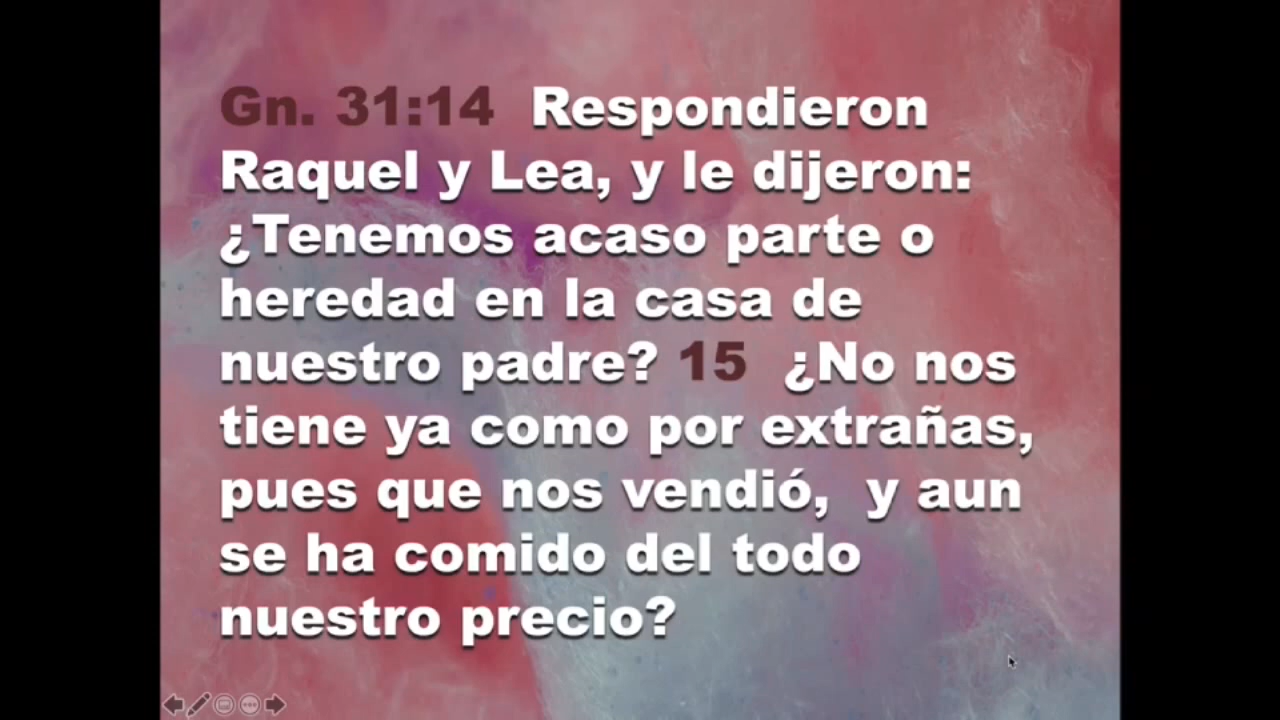 Gn. 31:14 Respondieron
Raquel y Lea, y le dijeron:
¿Tenemos acaso parte o
heredad en la casa de
nuestro padre? 15 ¿No nos
tiene ya como por extrañas,
pues que nos vendió, y aun
se ha comido del todo
nuestro precio?